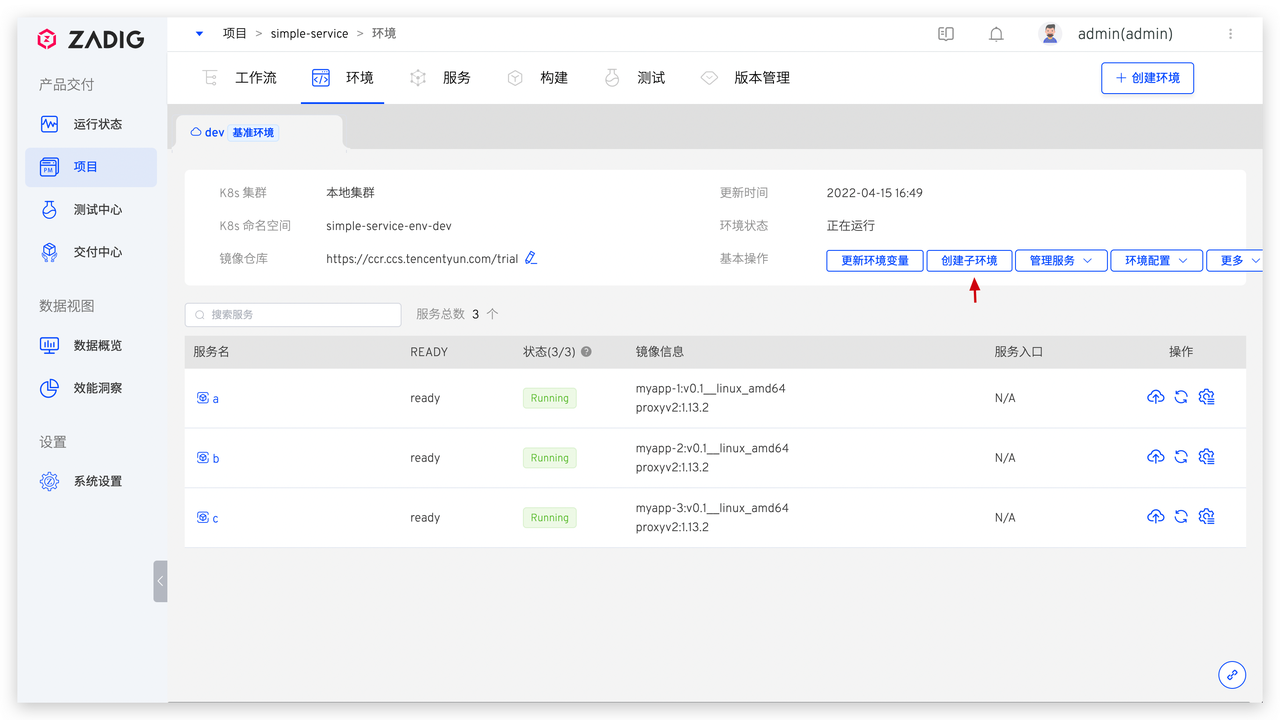 ZADIG
项目 > simple-service > 环境
admin(admin)
产品交付
运行状态
项目
PM
测试中心
交付中心
数据视图
数据概览
效能洞察
设置
系统设置
工作流
环境
服务
构建
测试
版本管理
+ 创建环境
dev 基准环境
K8s 集群 本地集群
更新时间 2022-04-15 16:49
K8s 命名空间 simple-service-env-dev
环境状态 正在运行
镜像仓库 https://ccr.ccs.tencentyun.com/trial
基本操作 更新环境变量 创建子环境 管理服务 环境配置 更多
搜索服务 服务总数 3 个
服务名 READY 状态(3/3) ? 镜像信息 服务入口 操作
a ready Running myapp-1:v0.1__linux_amd64 N/A
proxyv2:1.13.2
b ready Running myapp-2:v0.1__linux_amd64 N/A
proxyv2:1.13.2
c ready Running myapp-3:v0.1__linux_amd64 N/A
proxyv2:1.13.2